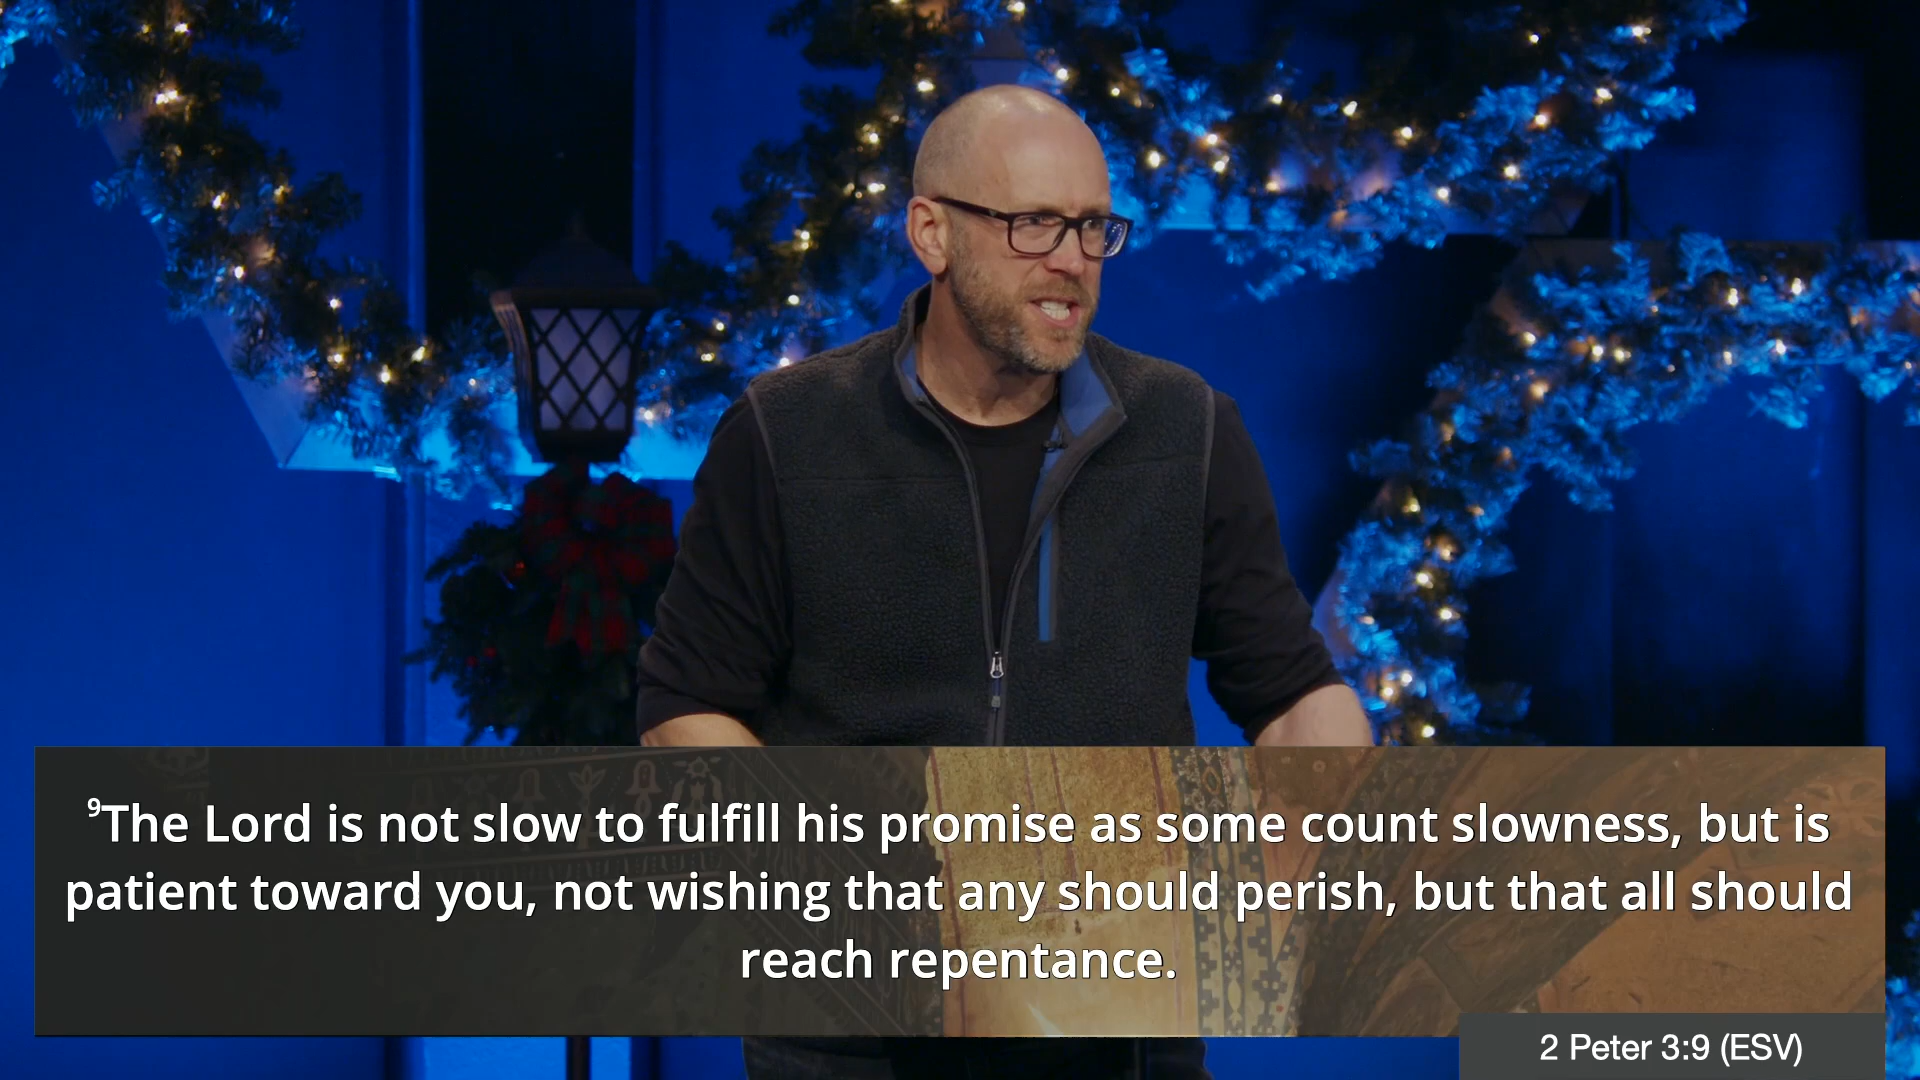 ⁹The Lord is not slow to fulfill his promise as some count slowness, but is
patient toward you, not wishing that any should perish, but that all should
reach repentance.
2 Peter 3:9 (ESV)